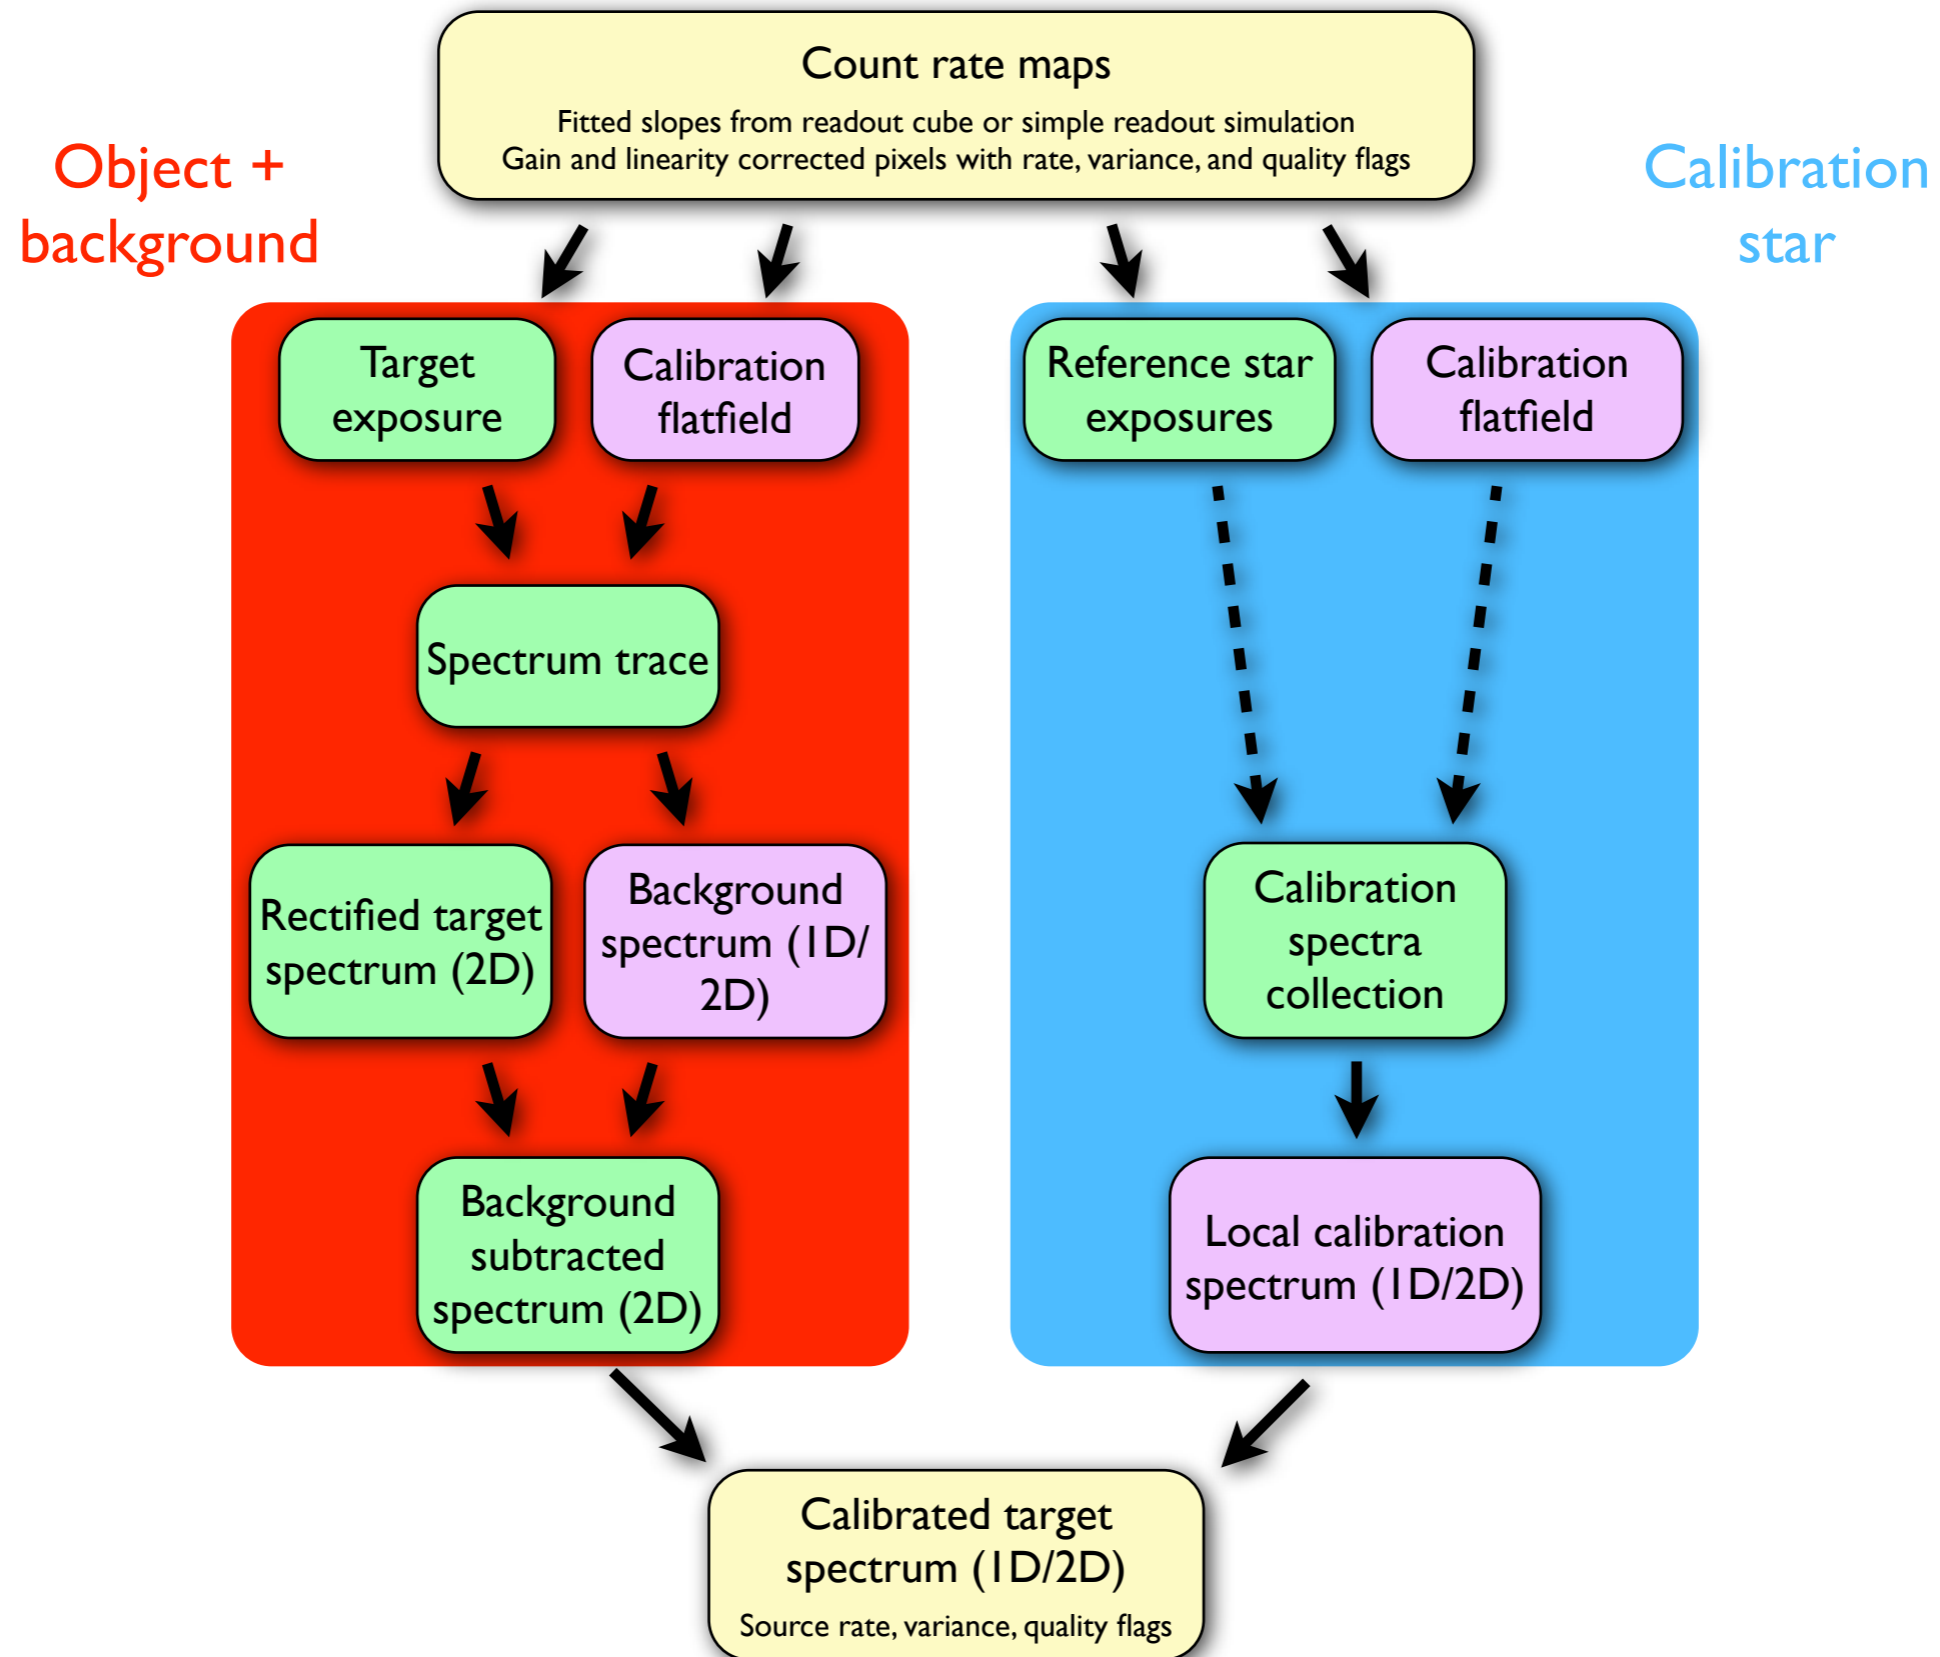 Count rate maps
Fitted slopes from readout cube or simple readout simulation
Gain and linearity corrected pixels with rate, variance, and quality flags
Object +
background
Calibration
star
Target
exposure
Calibration
flatfield
Reference star
exposures
Calibration
flatfield
Spectrum trace
Rectified target
spectrum (2D)
Background
spectrum (1D/
2D)
Calibration
spectra
collection
Background
subtracted
spectrum (2D)
Local calibration
spectrum (1D/2D)
Calibrated target
spectrum (1D/2D)
Source rate, variance, quality flags